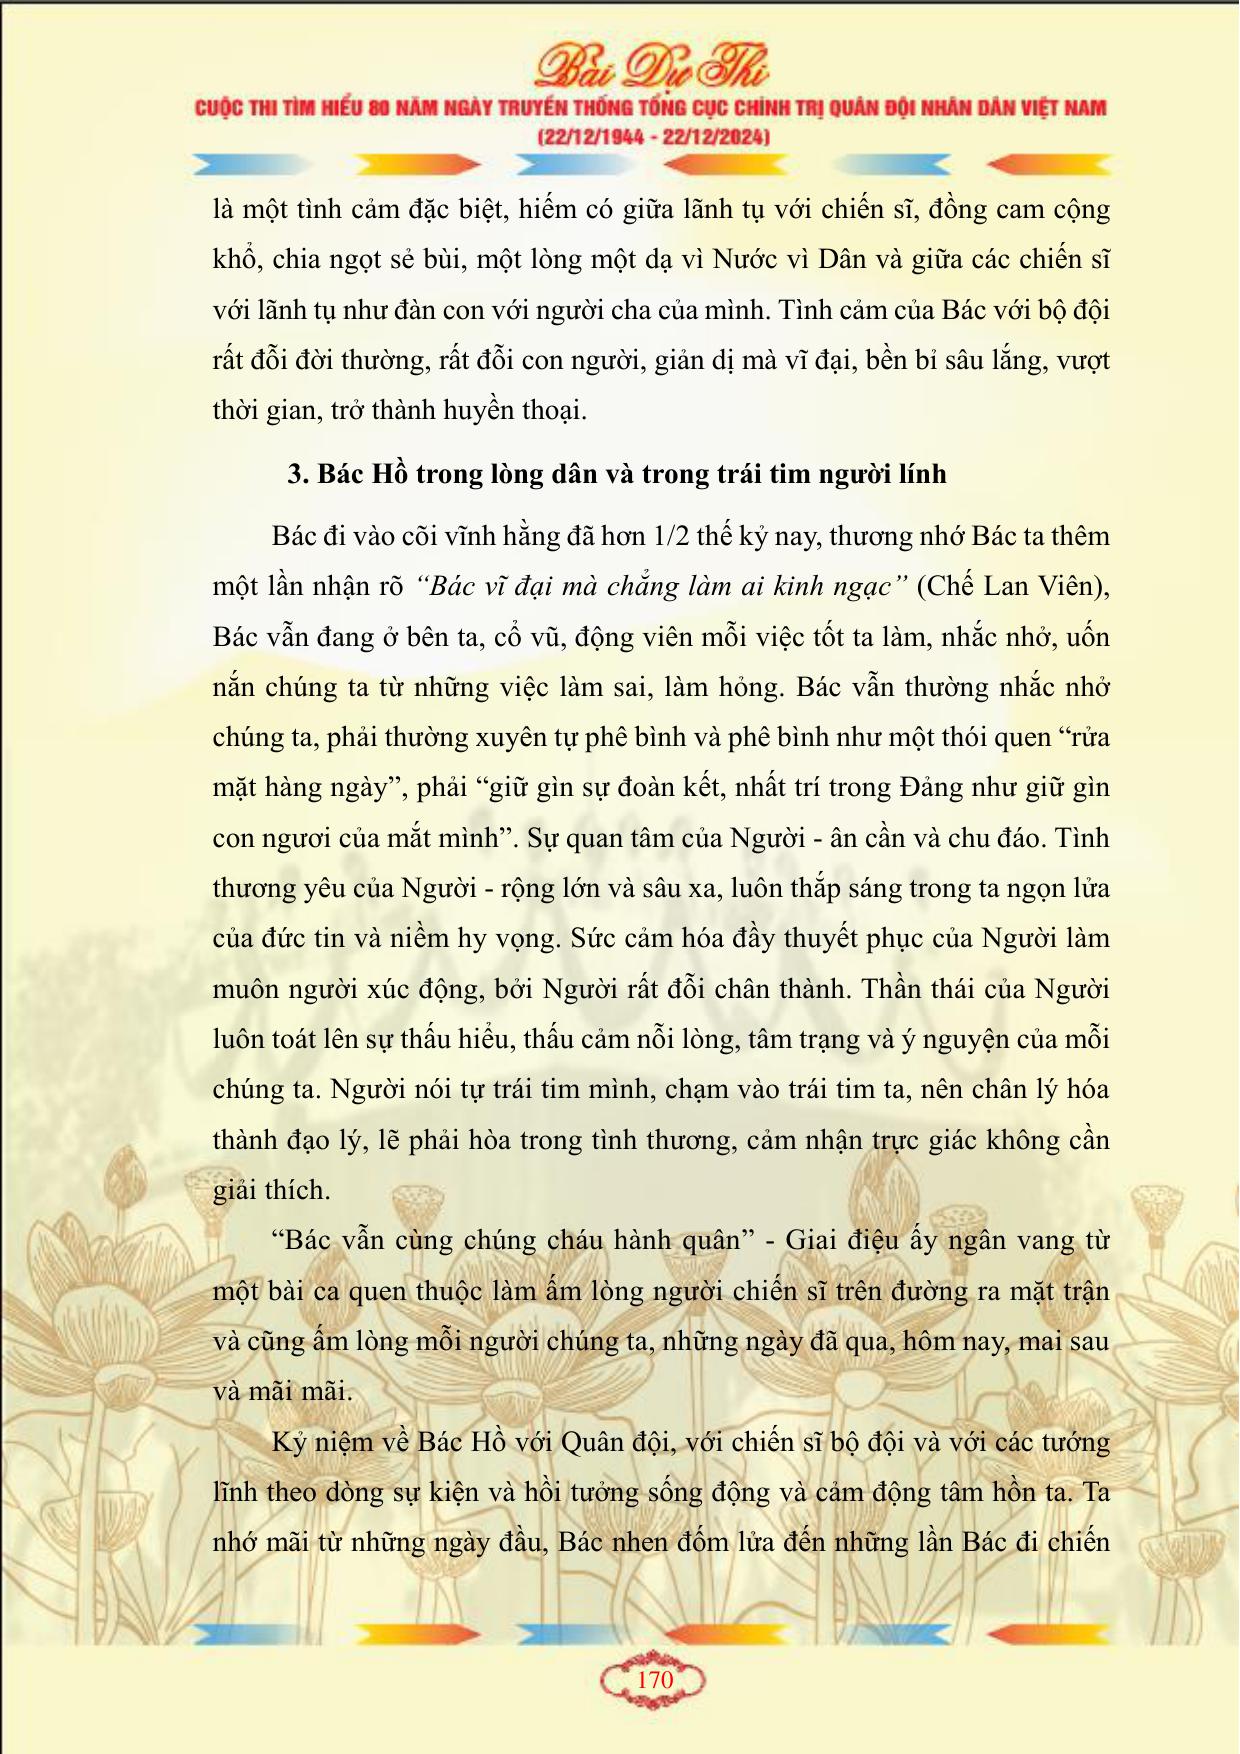 Bài Dự Thi
CUỘC THI TÌM HIỂU 80 NĂM NGÀY TRUYỀN THỐNG TỔNG CỤC CHÍNH TRỊ QUÂN ĐỘI NHÂN DÂN VIỆT NAM
(22/12/1944 - 22/12/2024)
là một tình cảm đặc biệt, hiếm có giữa lãnh tụ với chiến sĩ, đồng cam cộng
khổ, chia ngọt sẻ bùi, một lòng một dạ vì Nước vì Dân và giữa các chiến sĩ
với lãnh tụ như đàn con với người cha của mình. Tình cảm của Bác với bộ đội
rất đỗi đời thường, rất đỗi con người, giản dị mà vĩ đại, bền bỉ sâu lắng, vượt
thời gian, trở thành huyền thoại.
3. Bác Hồ trong lòng dân và trong trái tim người lính
Bác đi vào cõi vĩnh hằng đã hơn 1/2 thế kỷ nay, thương nhớ Bác ta thêm
một lần nhận rõ “Bác vĩ đại mà chẳng làm ai kinh ngạc” (Chế Lan Viên),
Bác vẫn đang ở bên ta, cổ vũ, động viên mỗi việc tốt ta làm, nhắc nhở, uốn
nắn chúng ta từ những việc làm sai, làm hỏng. Bác vẫn thường nhắc nhở
chúng ta, phải thường xuyên tự phê bình và phê bình như một thói quen “rửa
mặt hàng ngày”, phải “giữ gìn sự đoàn kết, nhất trí trong Đảng như giữ gìn
con ngươi của mắt mình”. Sự quan tâm của Người - ân cần và chu đáo. Tình
thương yêu của Người - rộng lớn và sâu xa, luôn thắp sáng trong ta ngọn lửa
của đức tin và niềm hy vọng. Sức cảm hóa đầy thuyết phục của Người làm
muôn người xúc động, bởi Người rất đỗi chân thành. Thần thái của Người
luôn toát lên sự thấu hiểu, thấu cảm nỗi lòng, tâm trạng và ý nguyện của mỗi
chúng ta. Người nói tự trái tim mình, chạm vào trái tim ta, nên chân lý hóa
thành đạo lý, lẽ phải hòa trong tình thương, cảm nhận trực giác không cần
giải thích.
“Bác vẫn cùng chúng cháu hành quân” - Giai điệu ấy ngân vang từ
một bài ca quen thuộc làm ấm lòng người chiến sĩ trên đường ra mặt trận
và cũng ấm lòng mỗi người chúng ta, những ngày đã qua, hôm nay, mai sau
và mãi mãi.
Kỷ niệm về Bác Hồ với Quân đội, với chiến sĩ bộ đội và với các tướng
lĩnh theo dòng sự kiện và hồi tưởng sống động và cảm động tâm hồn ta. Ta
nhớ mãi từ những ngày đầu, Bác nhen đốm lửa đến những lần Bác đi chiến
170